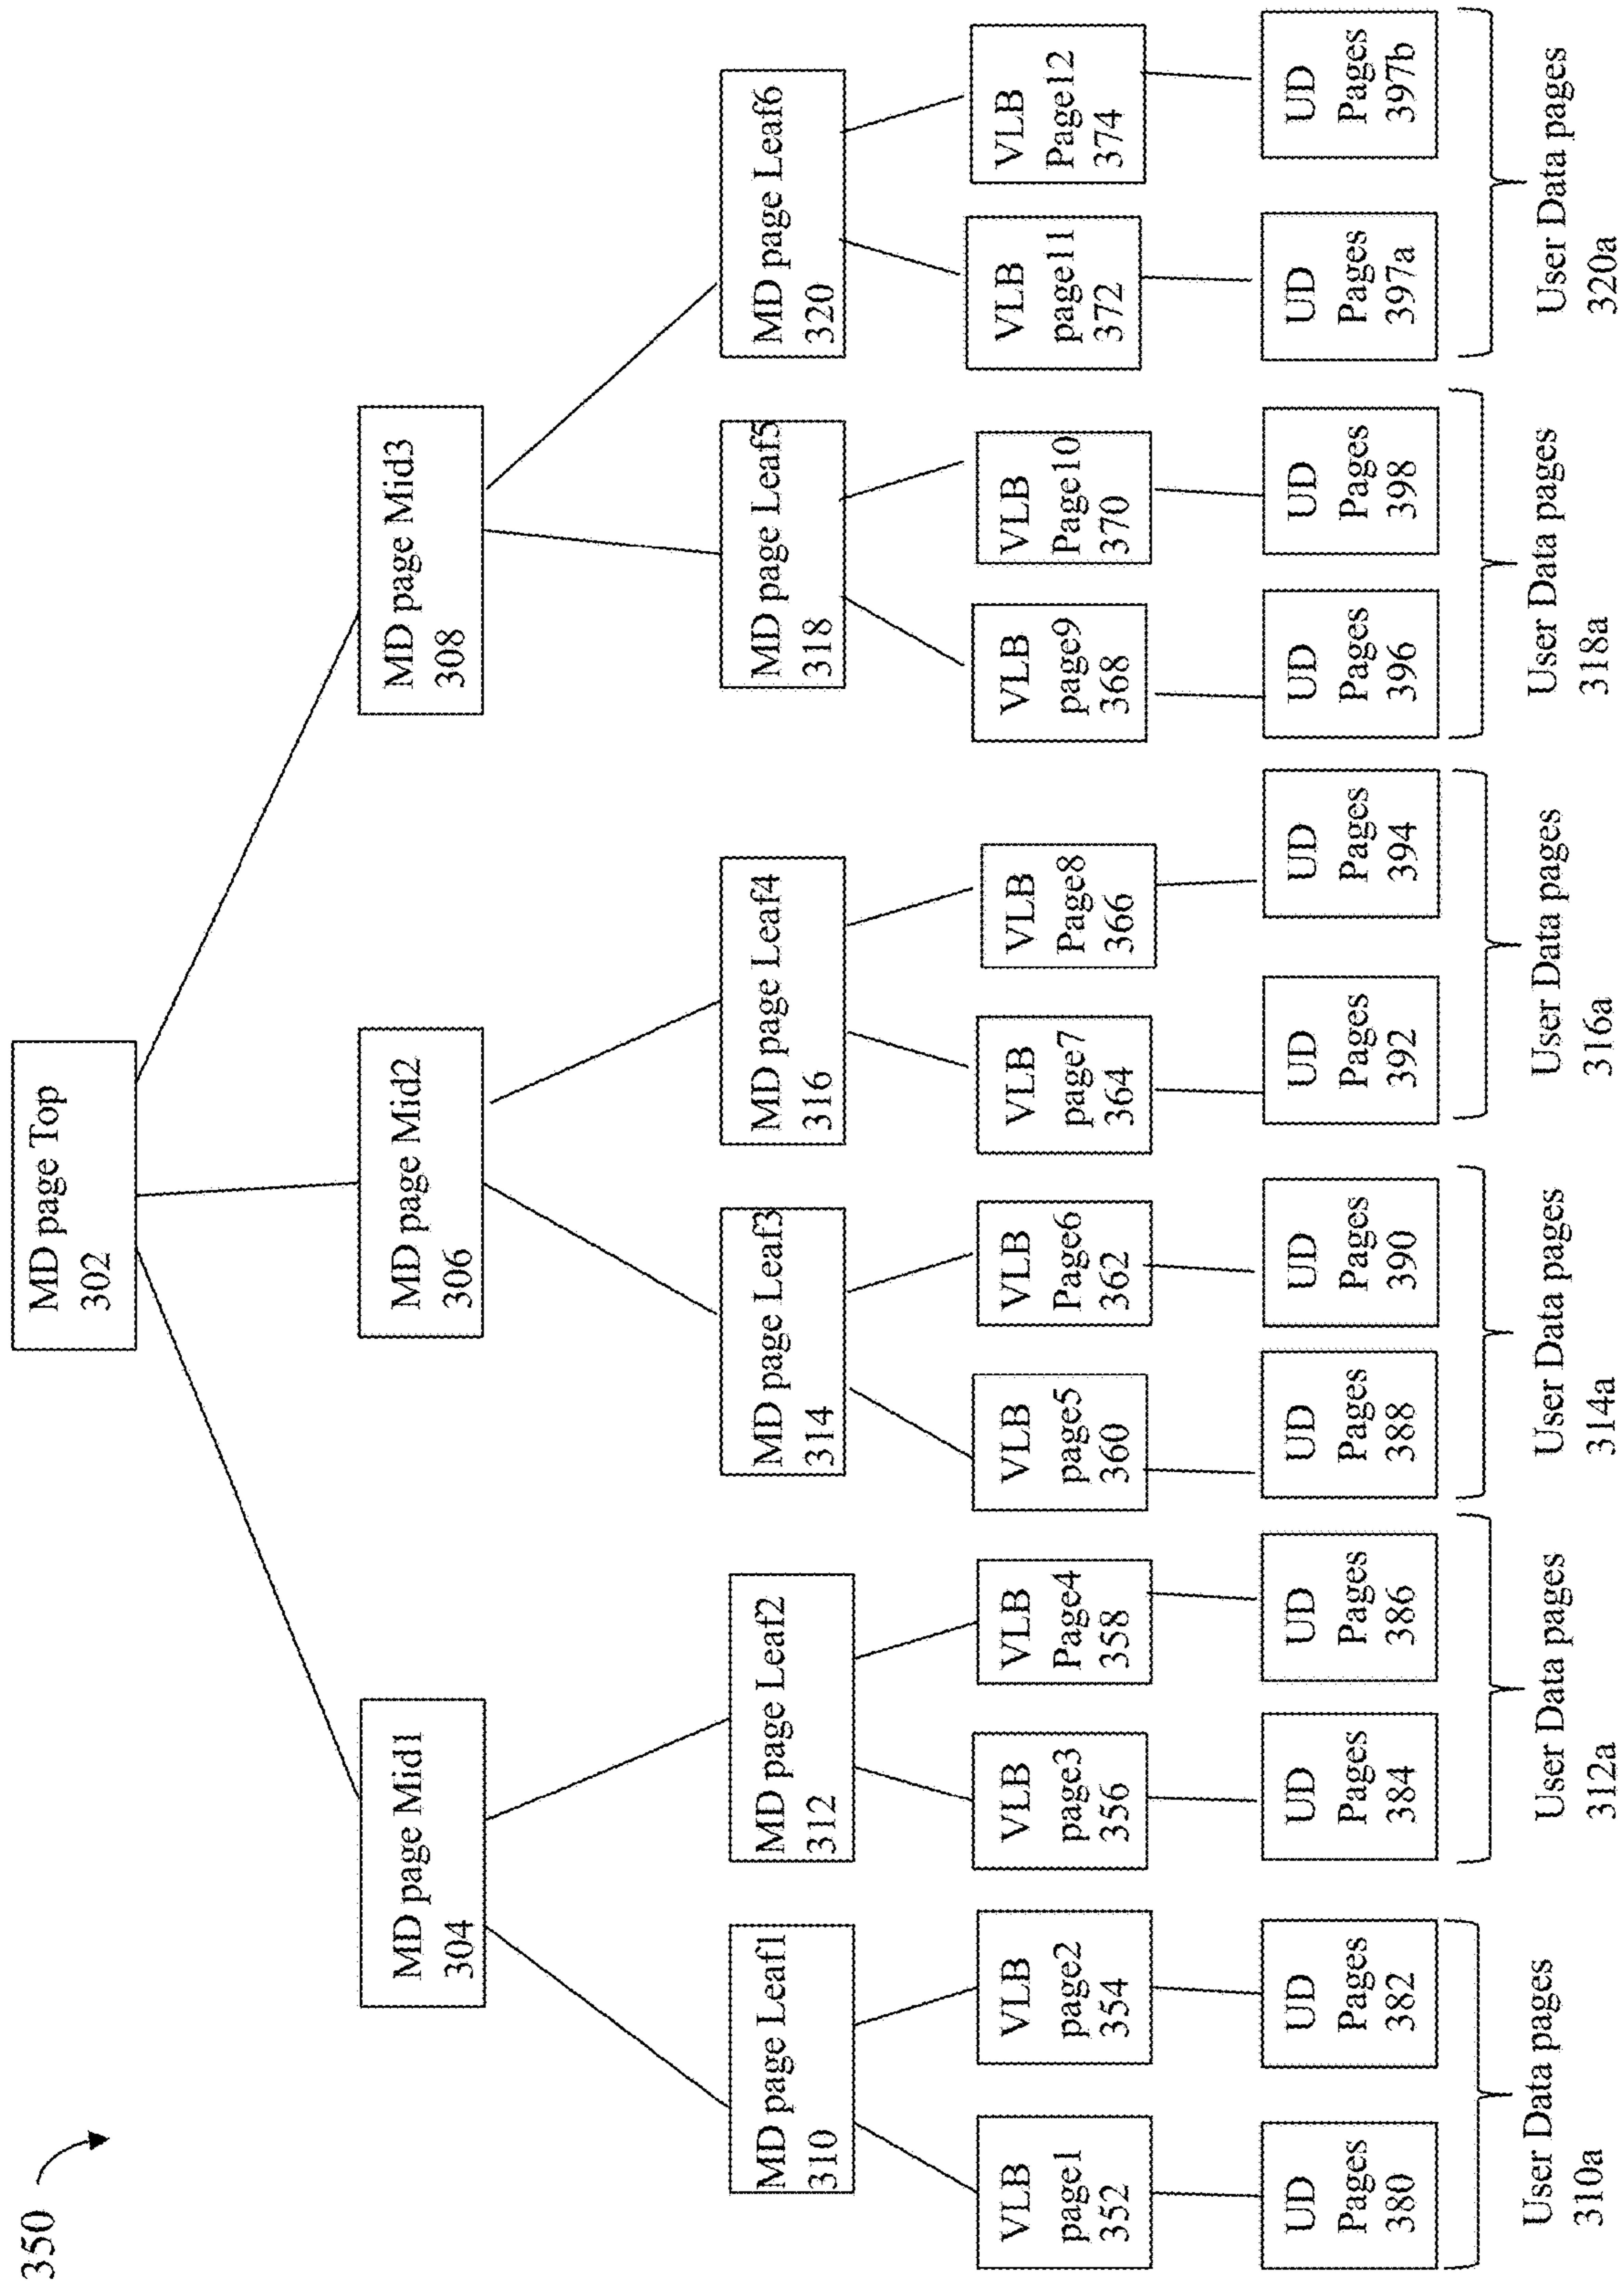 350
MD page Top
302
MD page Mid1
304
MD page Mid2
306
MD page Mid3
308
MD page Leaf1
310
MD page Leaf2
312
MD page Leaf3
314
MD page Leaf4
316
MD page Leaf5
318
MD page Leaf6
320
VLB
page1
352
VLB
page2
354
VLB
page3
356
VLB
Page4
358
VLB
page5
360
VLB
Page6
362
VLB
page7
364
VLB
Page8
366
VLB
page9
368
VLB
Page10
370
VLB
page11
372
VLB
Page12
374
UD
Pages
380
UD
Pages
382
UD
Pages
384
UD
Pages
386
UD
Pages
388
UD
Pages
390
UD
Pages
392
UD
Pages
394
UD
Pages
396
UD
Pages
398
UD
Pages
397a
UD
Pages
397b
User Data pages
310a
User Data pages
312a
User Data pages
314a
User Data pages
316a
User Data pages
318a
User Data pages
320a